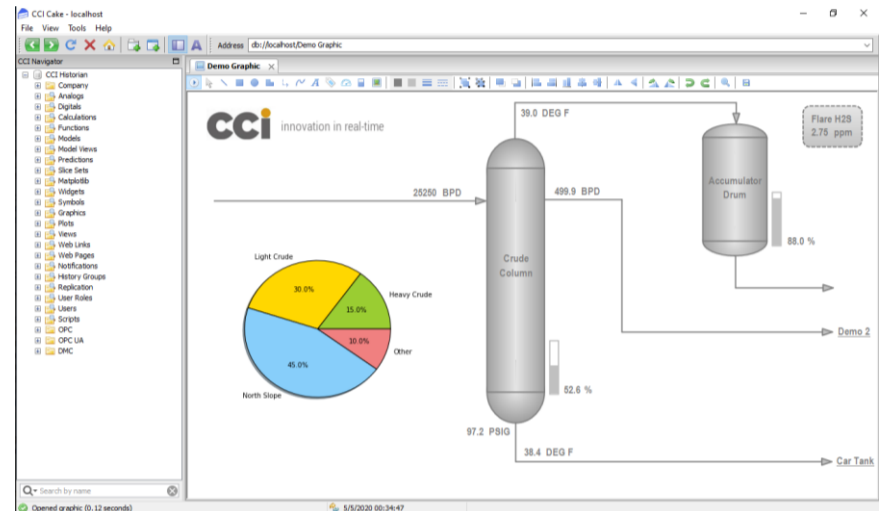 CCI Cake - localhost
File View Tools Help
Address db://localhost/Demo Graphic
CCI Navigator
Demo Graphic
CCI Historian
Company
Analogs
Digitals
Calculations
Functions
Models
Model Views
Predictions
Slice Sets
Matplotlib
Widgets
Symbols
Graphics
Plots
Views
Web Links
Web Pages
Notifications
History Groups
Replication
User Roles
Users
Scripts
OPC
OPC UA
DMC
Search by name
Opened graphic (0.12 seconds)
5/5/2020 00:34:47
CCi innovation in real-time
39.0 DEG F
Flare H2S
2.75 ppm
Accumulator
Drum
88.0 %
25250 BPD
499.9 BPD
Crude
Column
Light Crude
30.0%
Heavy Crude
15.0%
10.0%
Other
45.0%
North Slope
Demo 2
52.6 %
97.2 PSIG
38.4 DEG F
Car Tank